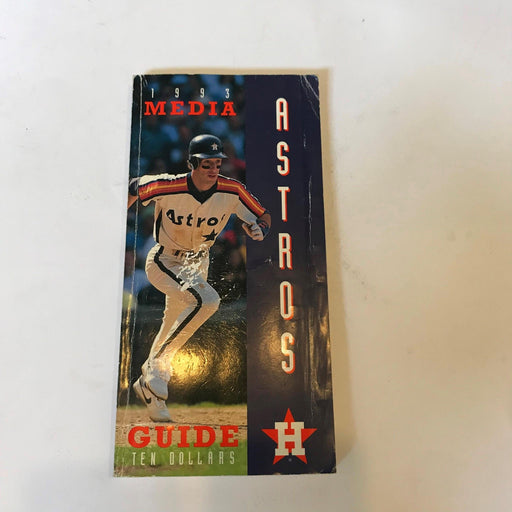 1993
MEDIA
ASTROS
Astros
GUIDE
TEN DOLLARS
H